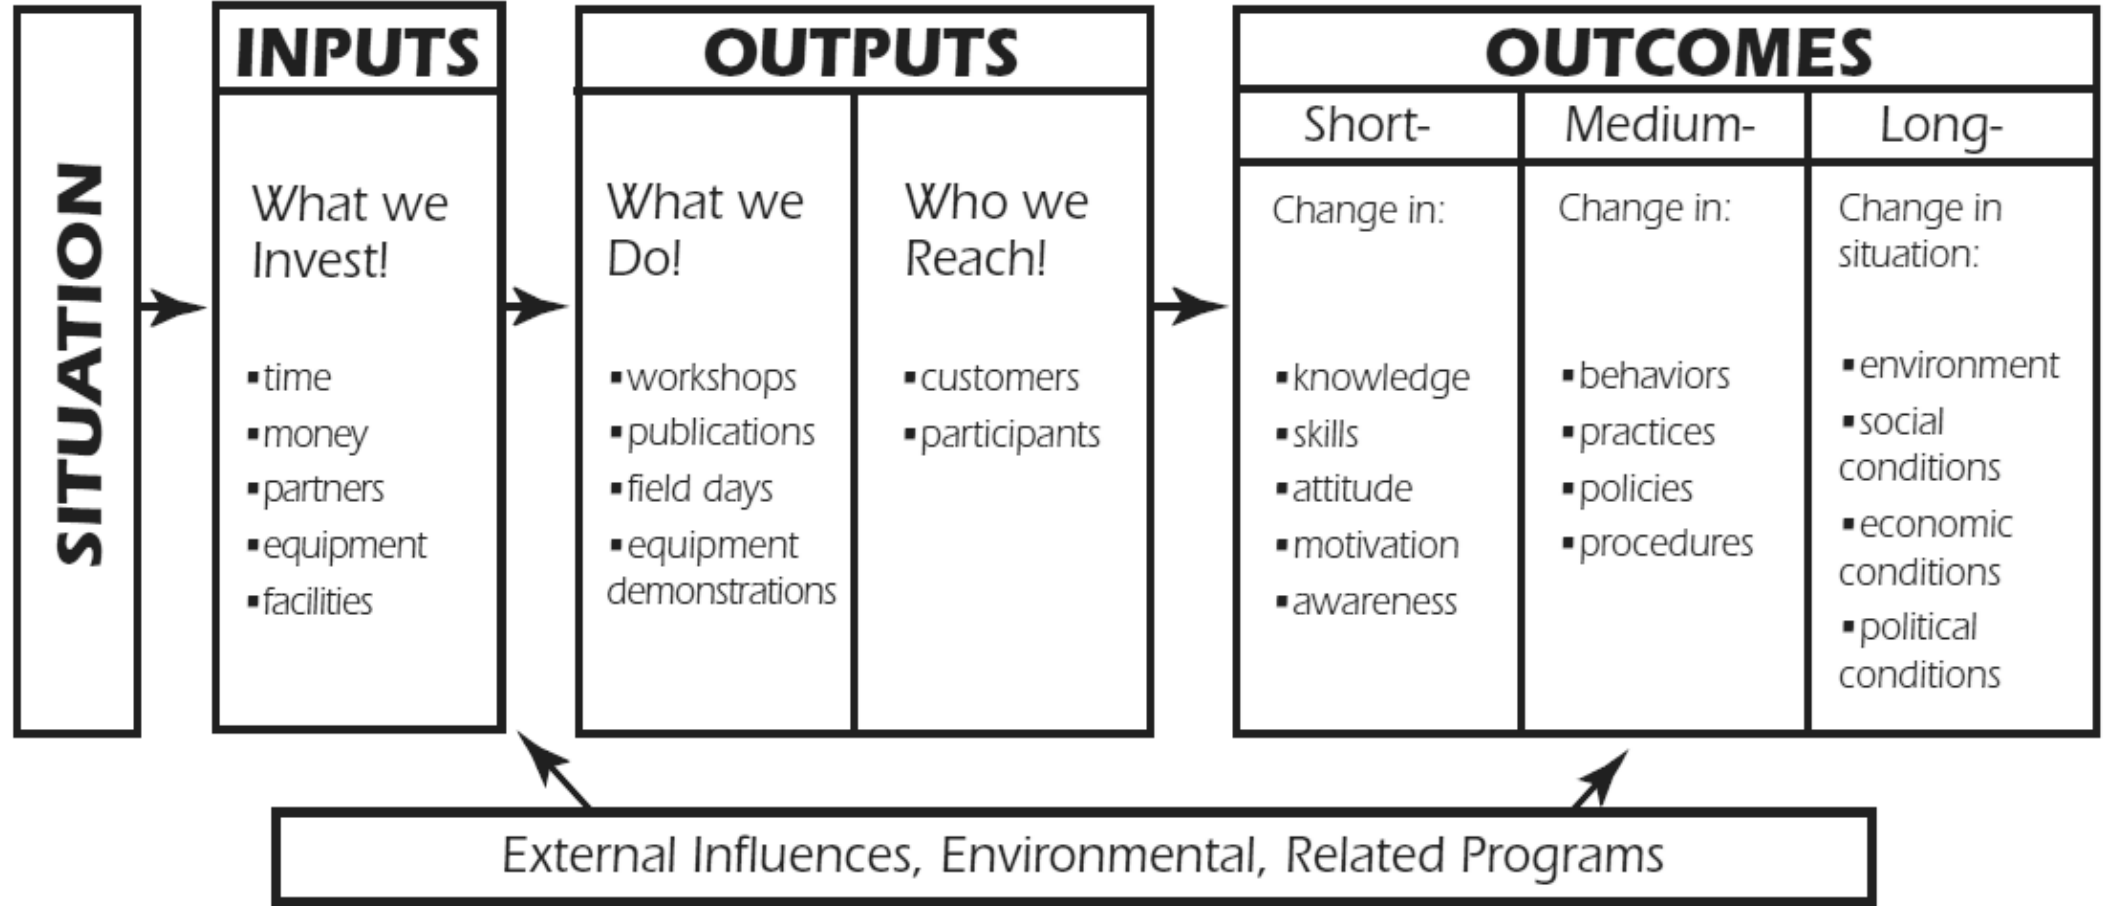 SITUATION
INPUTS
What we
Invest!
▪time
▪money
▪partners
▪equipment
▪facilities
OUTPUTS
What we
Do!
▪workshops
▪publications
▪field days
▪equipment
demonstrations
Who we
Reach!
▪customers
▪participants
OUTCOMES
Short-
Change in:
▪knowledge
▪skills
▪attitude
▪motivation
▪awareness
Medium-
Change in:
▪behaviors
▪practices
▪policies
▪procedures
Long-
Change in
situation:
▪environment
▪social
conditions
▪economic
conditions
▪political
conditions
External Influences, Environmental, Related Programs